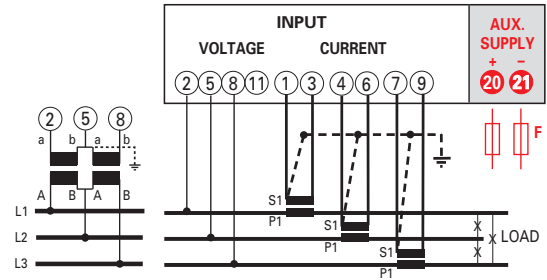 INPUT
VOLTAGE CURRENT
AUX.
SUPPLY
+ −
2 5 8 11 1 3 4 6 7 9 20 21
F
2 5 8
a b a b
A B A B
S1
P1
S1
P1
S1
P1
L1
L2
L3
X
X
X
LOAD